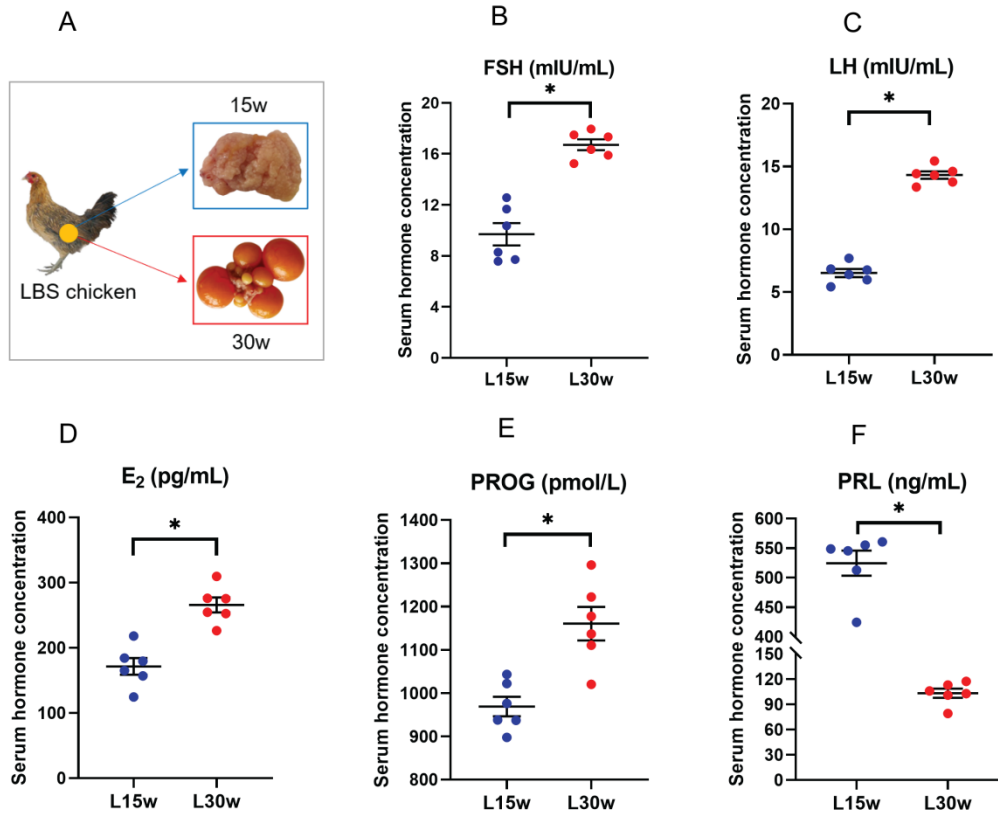 A
15w
LBS chicken
30w
B
FSH (mIU/mL)
*
Serum hormone concentration
20
16
12
8
4
0
L15w
L30w
C
LH (mIU/mL)
*
Serum hormone concentration
20
15
10
5
0
L15w
L30w
D
E₂ (pg/mL)
*
Serum hormone concentration
400
300
200
100
0
L15w
L30w
E
PROG (pmol/L)
*
Serum hormone concentration
1400
1300
1200
1100
1000
900
800
L15w
L30w
F
PRL (ng/mL)
*
Serum hormone concentration
600
550
500
450
400
150
120
90
60
30
0
L15w
L30w